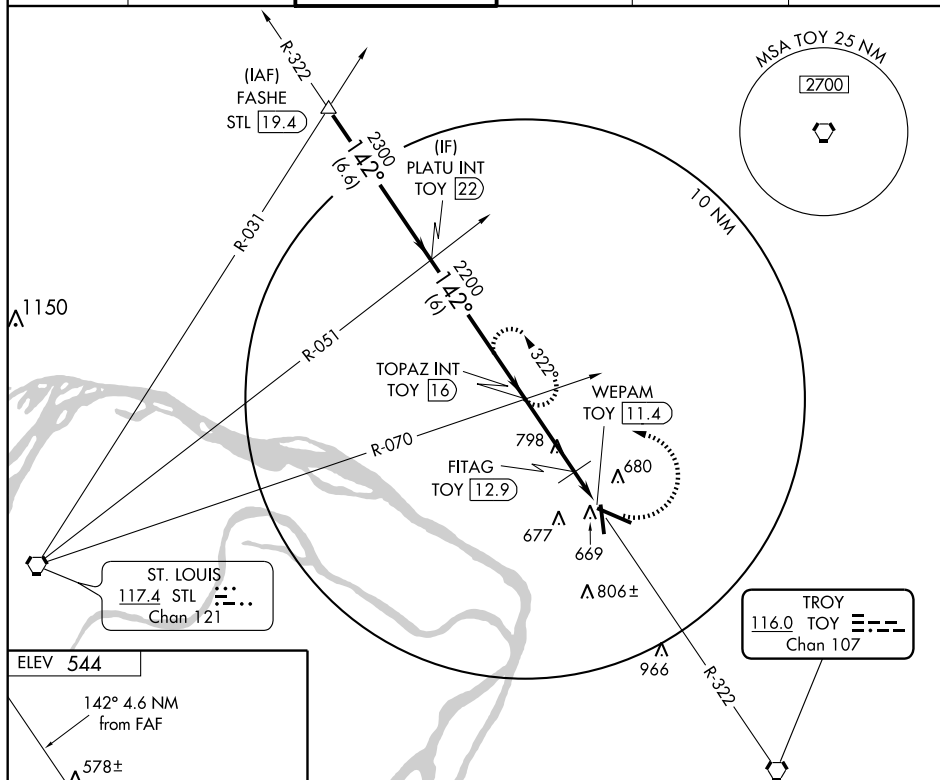 R-322
(IAF)
FASHE
STL 19.4
2300
142°
(6.6)
(IF)
PLATU INT
TOY 22
MSA TOY 25 NM
2700
10 NM
R-031
R-051
R-070
1150
2200
142°
(6)
322°
TOPAZ INT
TOY 16
WEPAM
TOY 11.4
798
680
FITAG
TOY 12.9
677
669
806±
966
R-322
ST. LOUIS
117.4 STL
Chan 121
TROY
116.0 TOY
Chan 107
ELEV 544
142° 4.6 NM
from FAF
578±